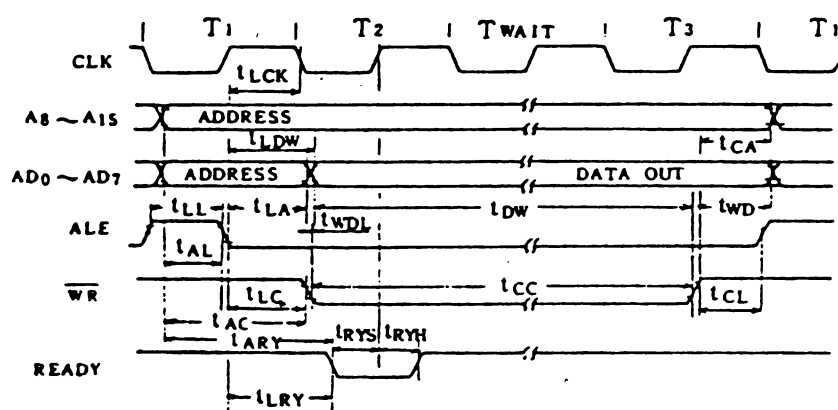 T1 T2 TWAIT T3 T1
CLK
tLCK
A8~A15 ADDRESS
tLDW tCA
AD0~AD7 ADDRESS DATA OUT
tLL tLA tDW tWD
ALE tWDL
tAL
WR tLC tCC tCL
tAC
tARY tRYS tRYH
READY
tLRY